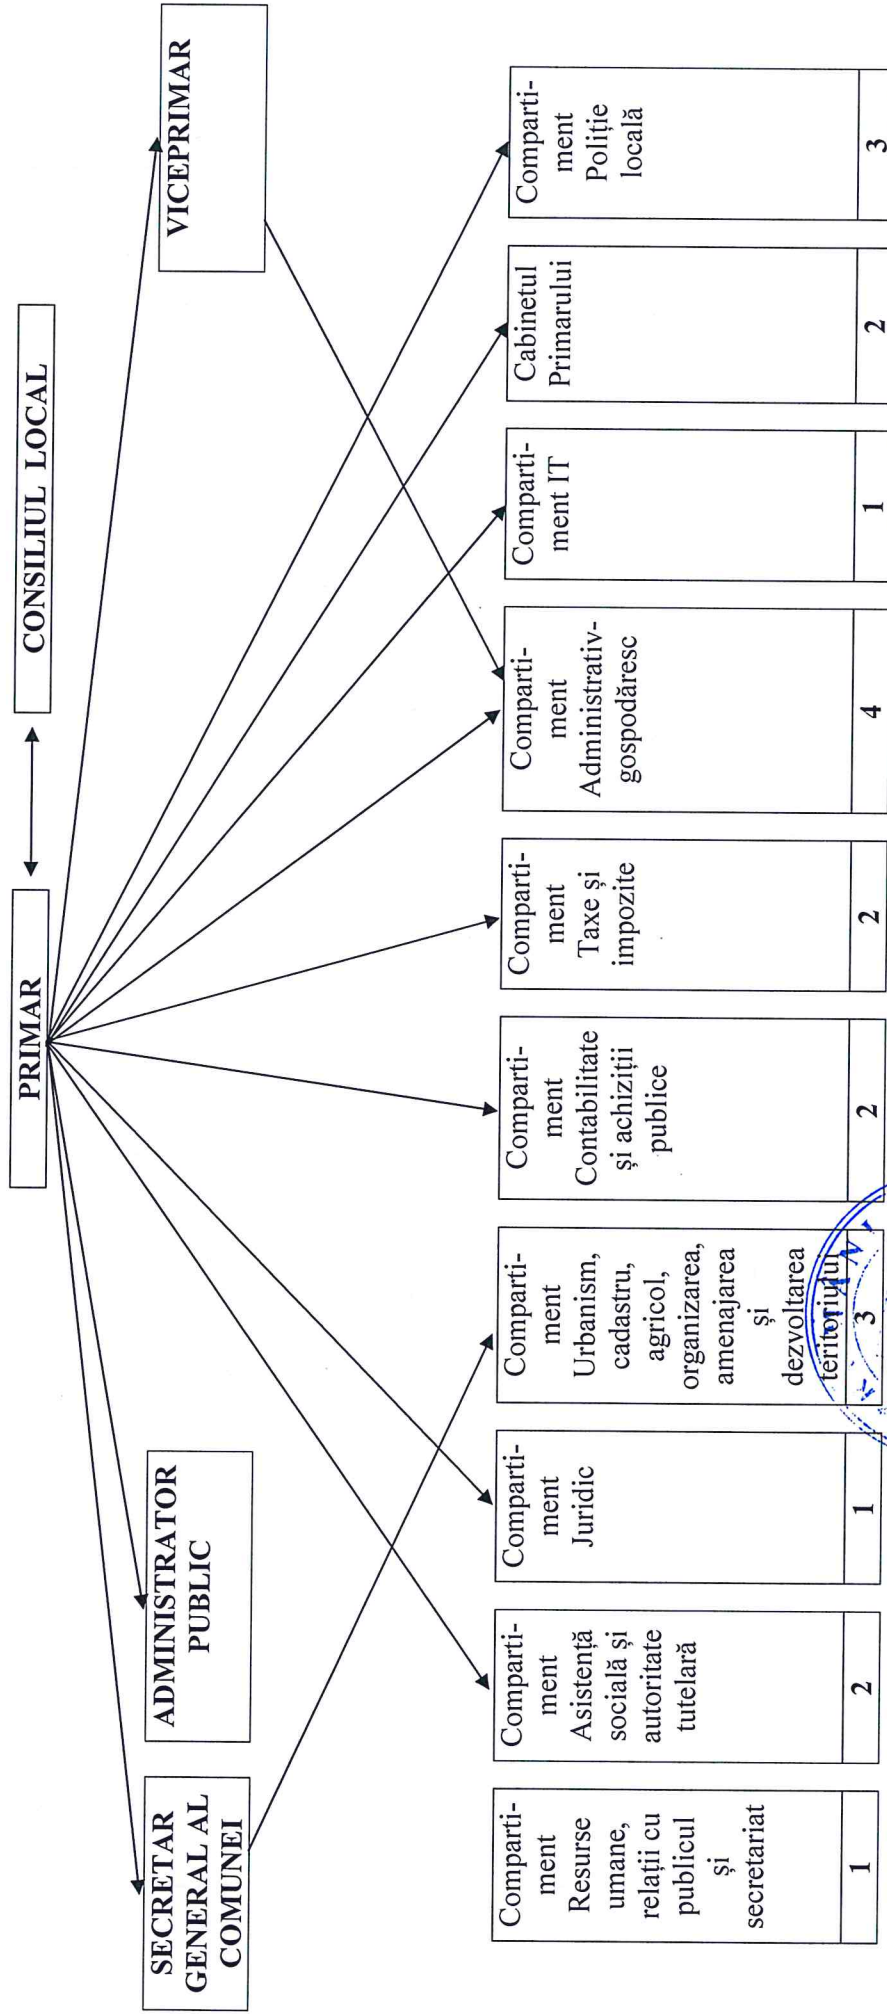 PRIMAR
CONSILIUL LOCAL
SECRETAR
GENERAL AL
COMUNEI
ADMINISTRATOR
PUBLIC
VICEPRIMAR
Comparti-
ment
Resurse
umane,
relații cu
publicul
și
secretariat
1
Comparti-
ment
Asistență
socială și
autoritate
tutelară
2
Comparti-
ment
Juridic
1
Comparti-
ment
Urbanism,
cadastru,
agricol,
organizarea,
amenajarea
și
dezvoltarea
teritoriului
3
Comparti-
ment
Contabilitate
și achiziții
publice
2
Comparti-
ment
Taxe și
impozite
2
Comparti-
ment
Administrativ-
gospodăresc
4
Comparti-
ment IT
1
Cabinetul
Primarului
2
Comparti-
ment
Poliție
locală
3